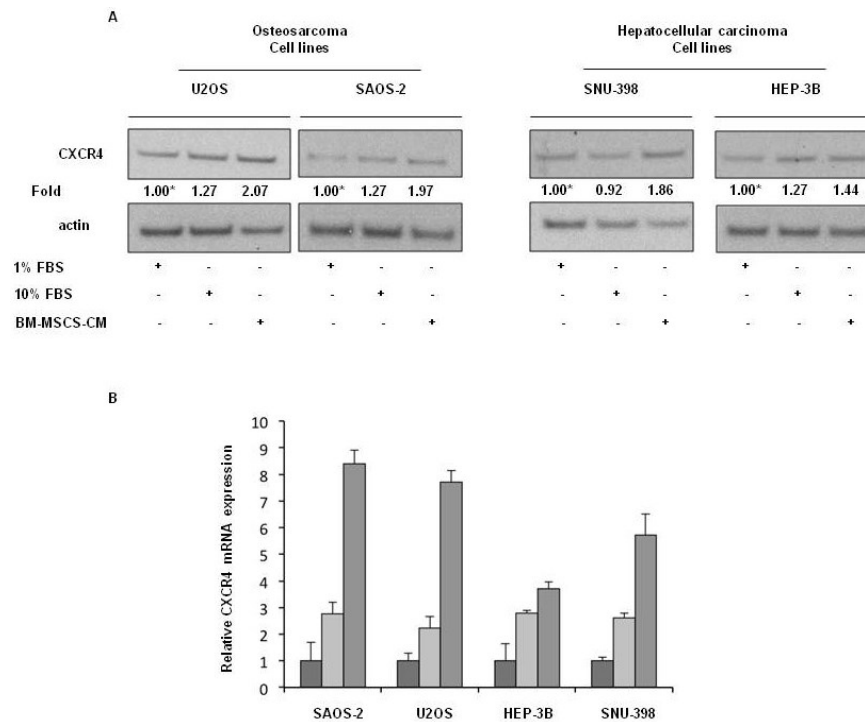 A
Osteosarcoma
Cell lines
Hepatocellular carcinoma
Cell lines
U2OS
SAOS-2
SNU-398
HEP-3B
CXCR4
Fold 1.00* 1.27 2.07 1.00* 1.27 1.97 1.00* 0.92 1.86 1.00* 1.27 1.44
actin
1% FBS + - - + - - + - - + - -
10% FBS - + - - + - - + - - + -
BM-MSCS-CM - - + - - + - - + - - +
B
Relative CXCR4 mRNA expression
10
9
8
7
6
5
4
3
2
1
0
SAOS-2 U2OS HEP-3B SNU-398